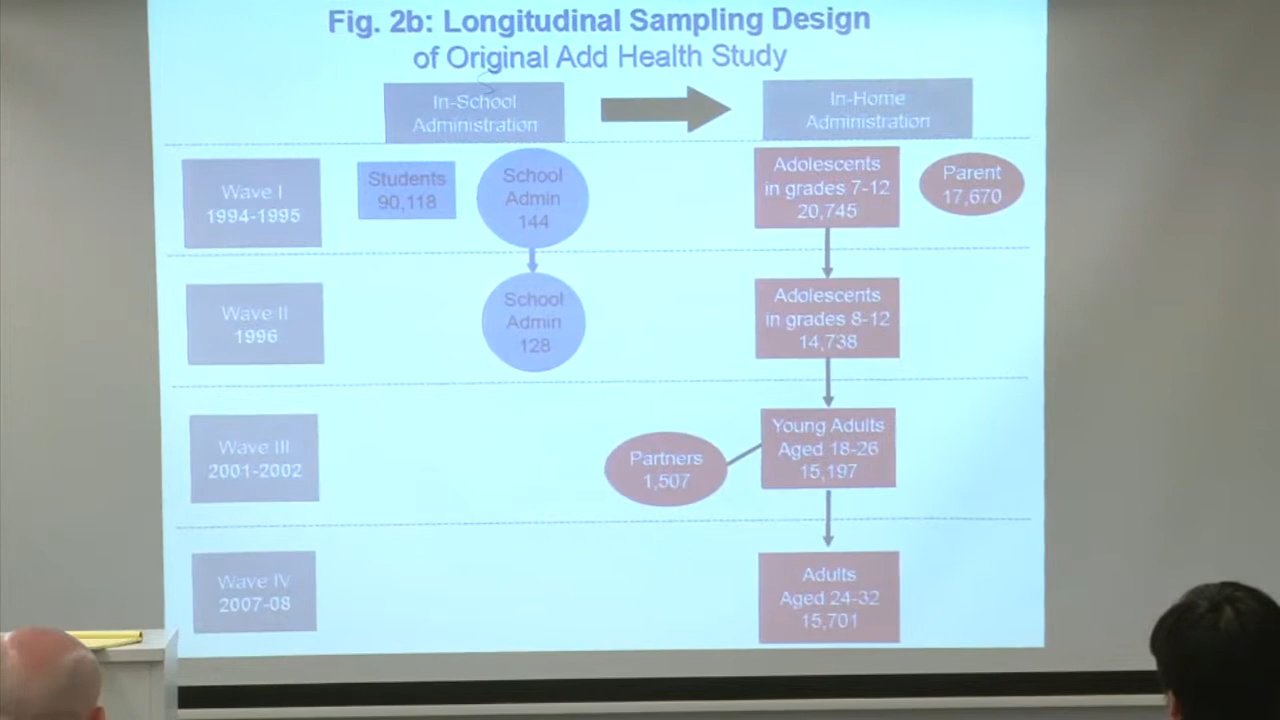 Fig. 2b: Longitudinal Sampling Design
of Original Add Health Study
In-School
Administration
In-Home
Administration
Wave I
1994-1995
Students
90,118
School
Admin
144
Adolescents
in grades 7-12
20,745
Parent
17,670
Wave II
1996
School
Admin
128
Adolescents
in grades 8-12
14,738
Wave III
2001-2002
Partners
1,507
Young Adults
Aged 18-26
15,197
Wave IV
2007-08
Adults
Aged 24-32
15,701